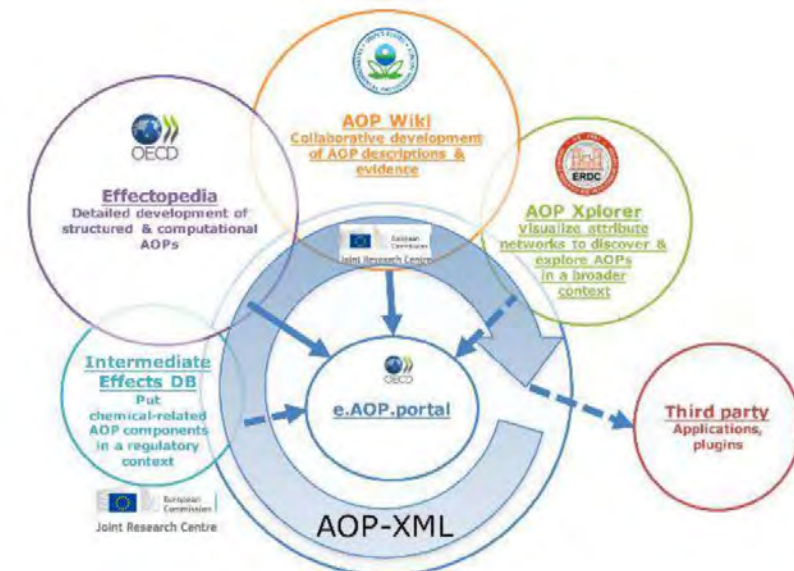 AOP Wiki
Collaborative development
of AOP descriptions &
evidence
OECD
Effectopedia
Detailed development of
structured & computational
AOPs
ERDC
AOP Xplorer
visualize attribute
networks to discover &
explore AOPs
in a broader
context
European
Commission
Joint Research Centre
Intermediate
Effects DB
Put
chemical-related
AOP components
in a regulatory
context
OECD
e.AOP.portal
Third party
Applications,
plugins
European
Commission
Joint Research Centre
AOP-XML